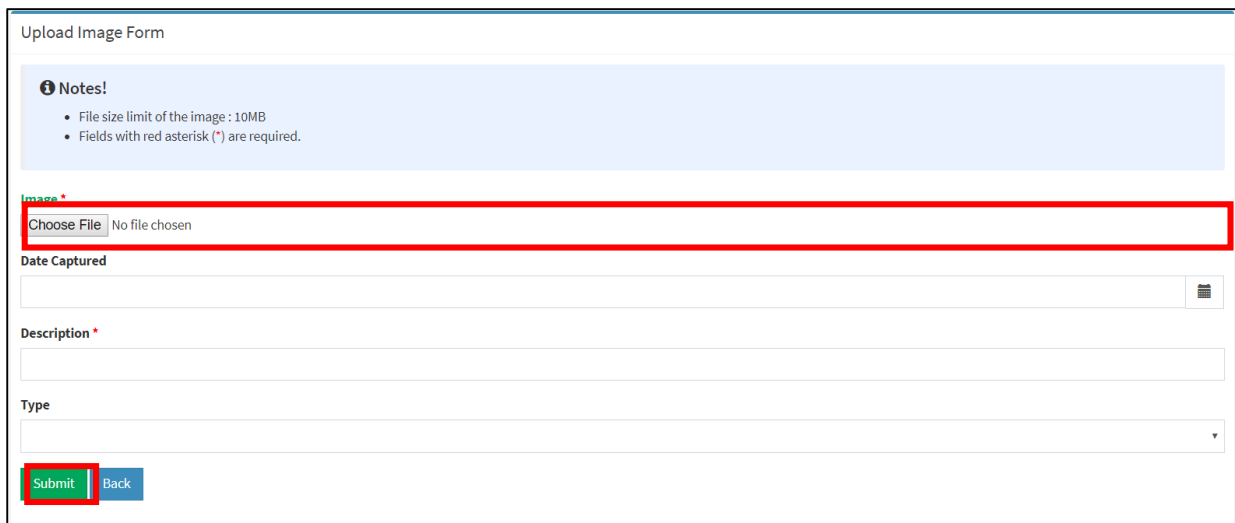 Upload Image Form
Notes!
File size limit of the image : 10MB
Fields with red asterisk (*) are required.
Image *
Choose File No file chosen
Date Captured
Description *
Type
Submit Back